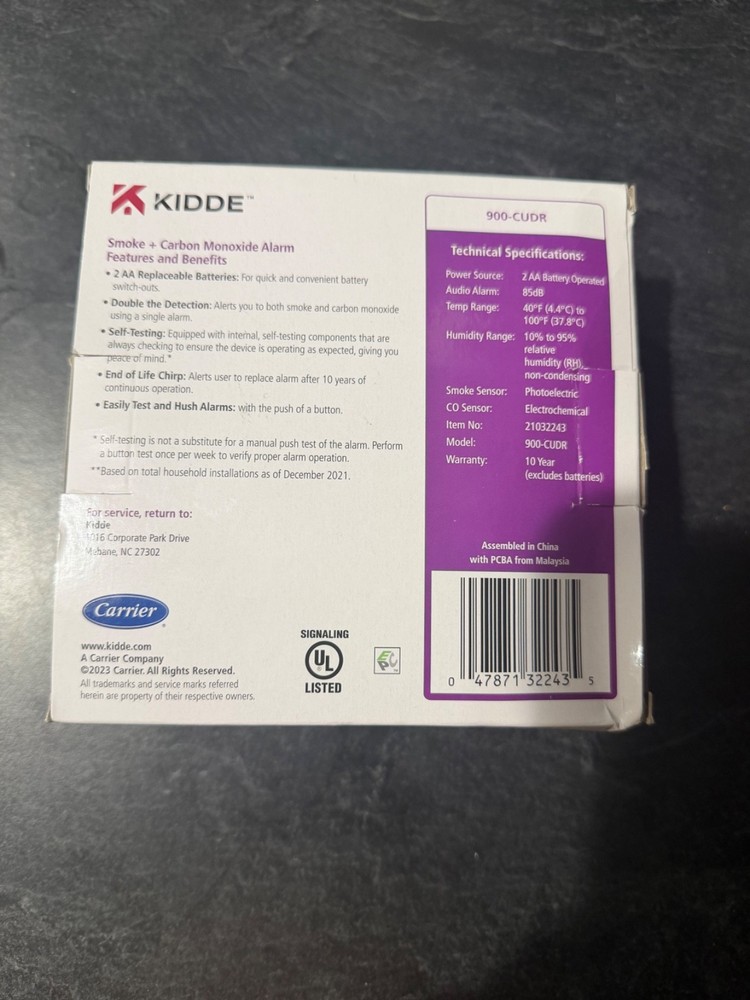 KIDDE™
Smoke + Carbon Monoxide Alarm
Features and Benefits
• 2 AA Replaceable Batteries: For quick and convenient battery
switch-outs.
• Double the Detection: Alerts you to both smoke and carbon monoxide
using a single alarm.
• Self-Testing: Equipped with internal, self-testing components that are
always checking to ensure the device is operating as expected, giving you
peace of mind.*
• End of Life Chirp: Alerts user to replace alarm after 10 years of
continuous operation.
• Easily Test and Hush Alarms: with the push of a button.
* Self-testing is not a substitute for a manual push test of the alarm. Perform
a button test once per week to verify proper alarm operation.
**Based on total household installations as of December 2021.
For service, return to:
Kidde
1016 Corporate Park Drive
Mebane, NC 27302
Carrier
www.kidde.com
A Carrier Company
©2023 Carrier. All Rights Reserved.
All trademarks and service marks referred
herein are property of their respective owners.
SIGNALING
UL
LISTED
EPC
900-CUDR
Technical Specifications:
Power Source: 2 AA Battery Operated
Audio Alarm: 85dB
Temp Range: 40°F (4.4°C) to
100°F (37.8°C)
Humidity Range: 10% to 95%
relative
humidity (RH),
non-condensing
Smoke Sensor: Photoelectric
CO Sensor: Electrochemical
Item No: 21032243
Model: 900-CUDR
Warranty: 10 Year
(excludes batteries)
Assembled in China
with PCBA from Malaysia
0 47871 32243 5